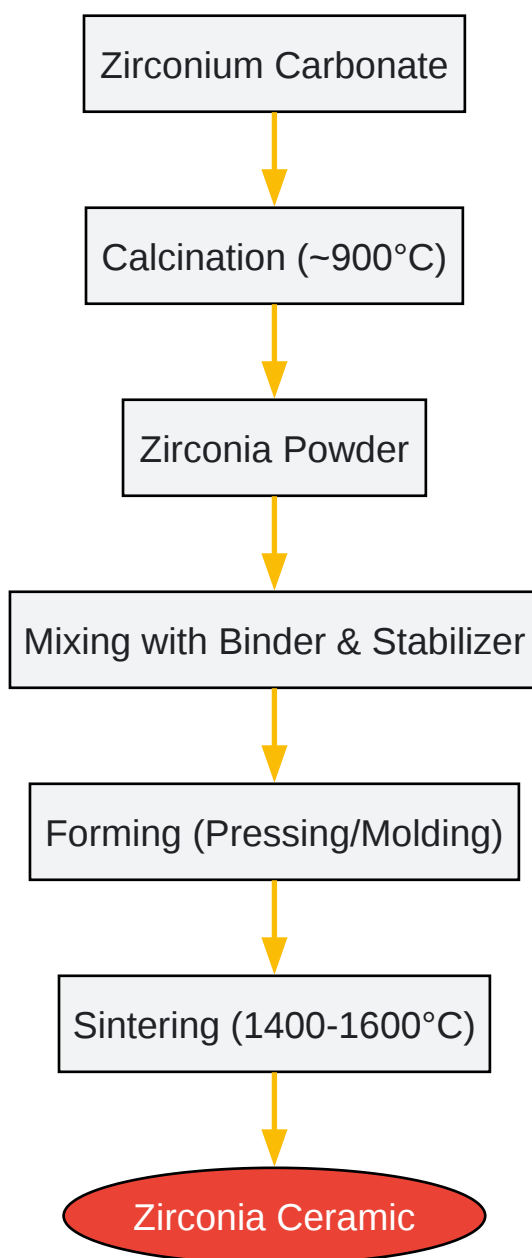 Zirconium Carbonate
Calcination (~900°C)
Zirconia Powder
Mixing with Binder & Stabilizer
Forming (Pressing/Molding)
Sintering (1400-1600°C)
Zirconia Ceramic